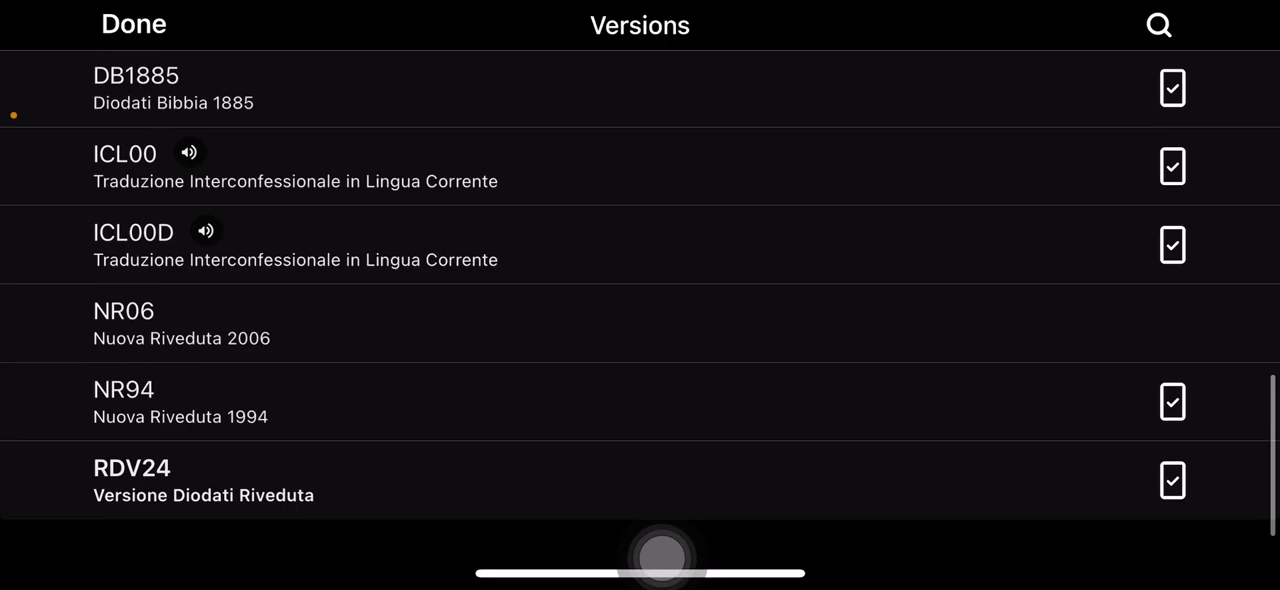 Done
Versions
DB1885
Diodati Bibbia 1885
ICL00
Traduzione Interconfessionale in Lingua Corrente
ICL00D
Traduzione Interconfessionale in Lingua Corrente
NR06
Nuova Riveduta 2006
NR94
Nuova Riveduta 1994
RDV24
Versione Diodati Riveduta